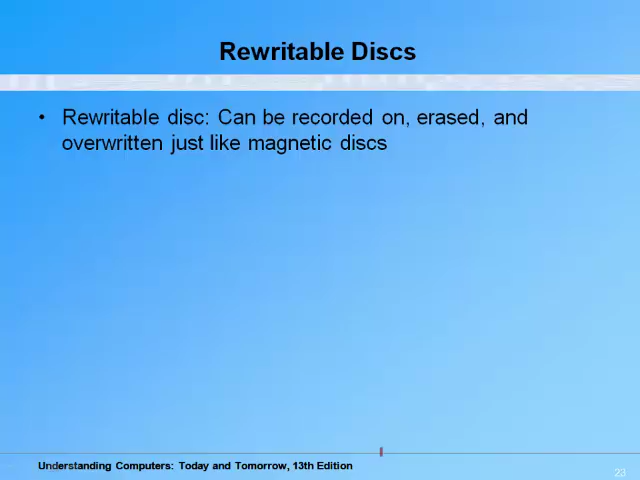 Rewritable Discs
• Rewritable disc: Can be recorded on, erased, and
overwritten just like magnetic discs
Understanding Computers: Today and Tomorrow, 13th Edition
23